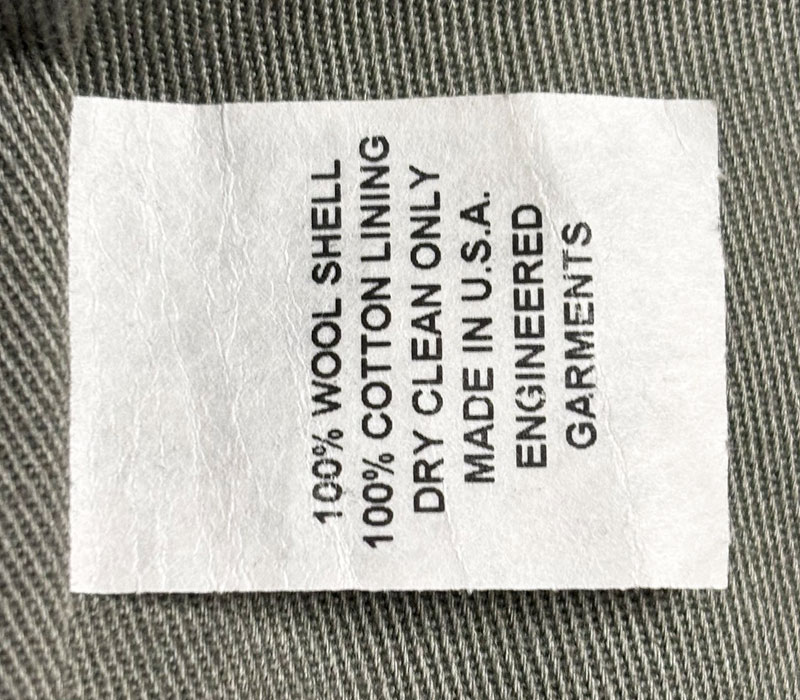 100% WOOL SHELL
100% COTTON LINING
DRY CLEAN ONLY
MADE IN U.S.A.
ENGINEERED
GARMENTS